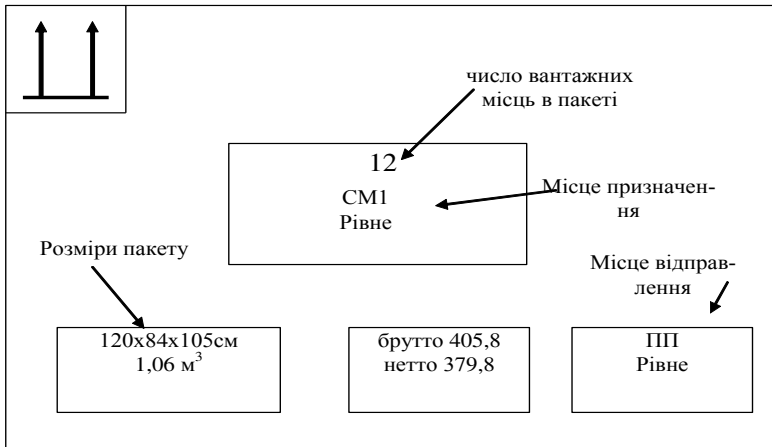 число вантажних
місць в пакеті
12
СМ1
Рівне
Місце призначен-
ня
Розміри пакету
Місце відправ-
лення
120х84х105см
1,06 м³
брутто 405,8
нетто 379,8
ПП
Рівне